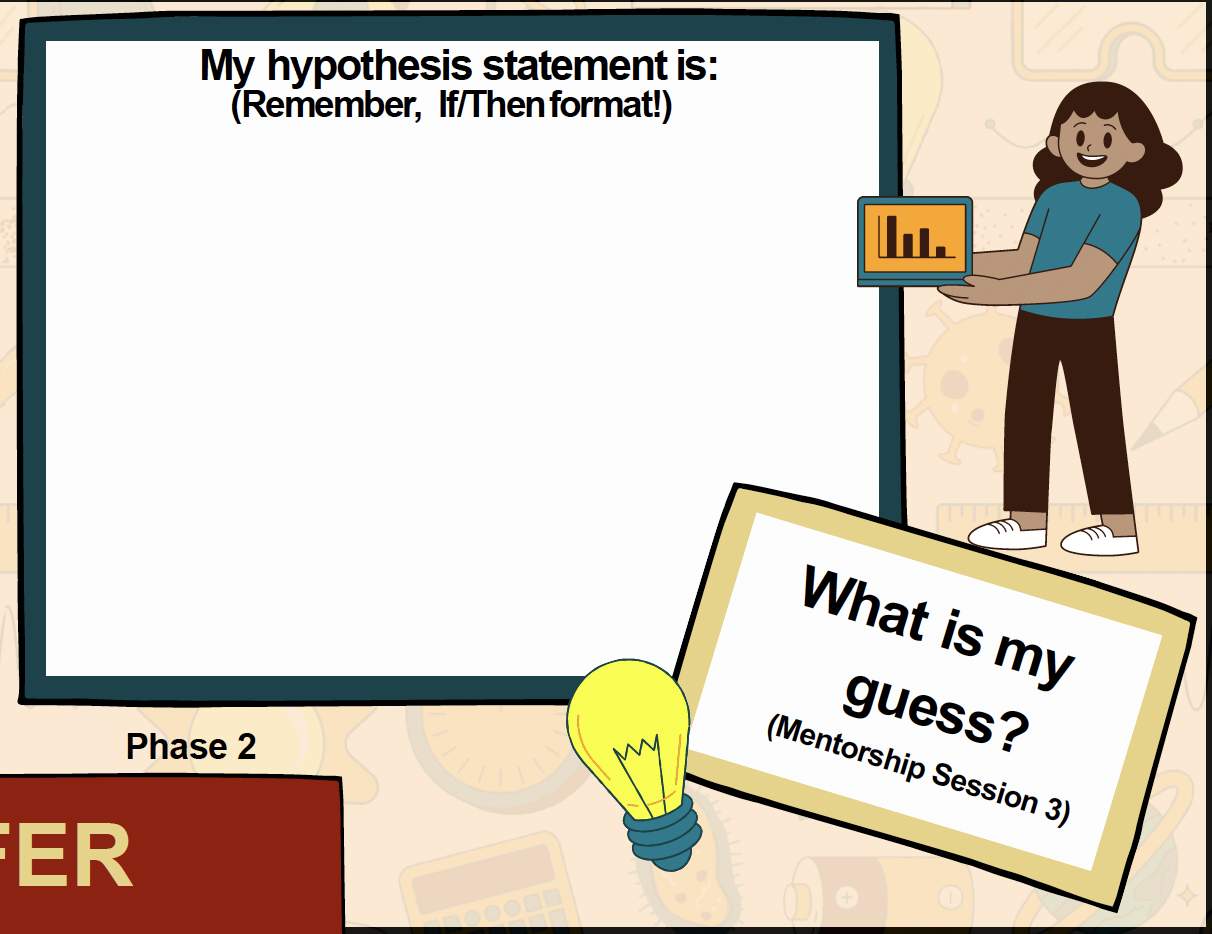 My hypothesis statement is:
(Remember, If/Then format!)
What is my
guess?
(Mentorship Session 3)
Phase 2
FER